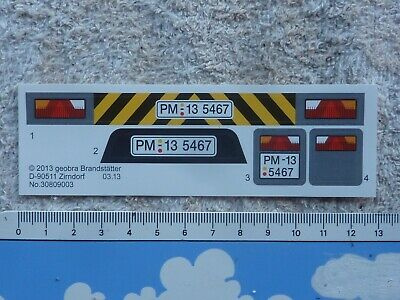 PM-13 5467
1
2
PM-13 5467
PM-13
5467
3
4
© 2013 geobra Brandstätter
D-90511 Zirndorf 03.13
No.30809003
0 1 2 3 4 5 6 7 8 9 10 11 12 13